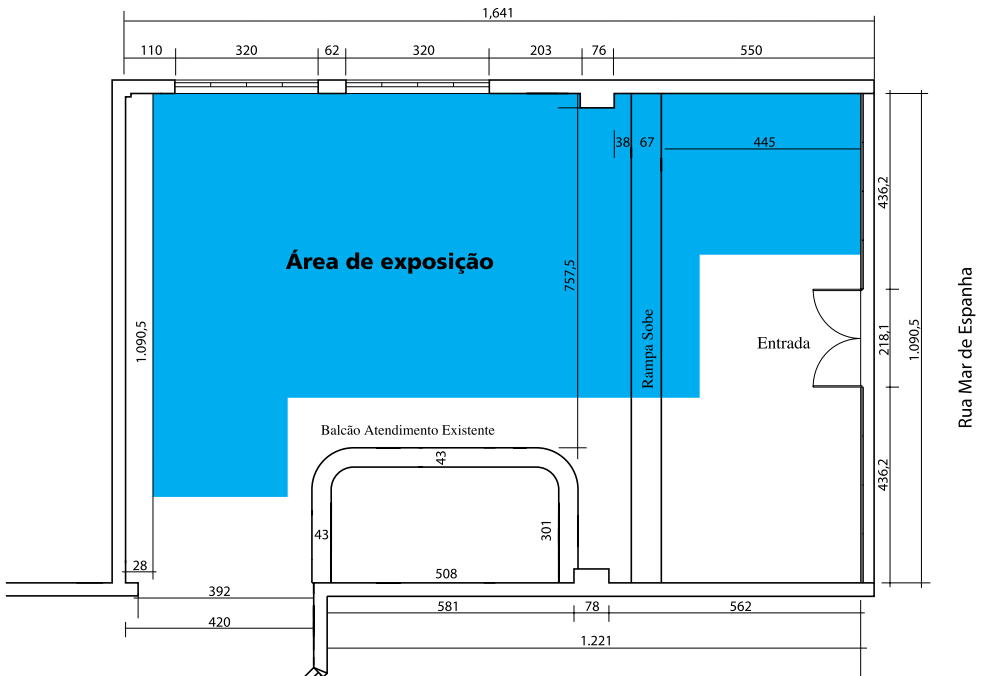 1,641
110 320 62 320 203 76 550
38 67 445
436,2
Área de exposição
757,5
1.090,5
Rampa Sobe
Entrada
218,1
1.090,5
Rua Mar de Espanha
Balcão Atendimento Existente
43
436,2
43
301
28
508
392
581 78 562
420
1.221